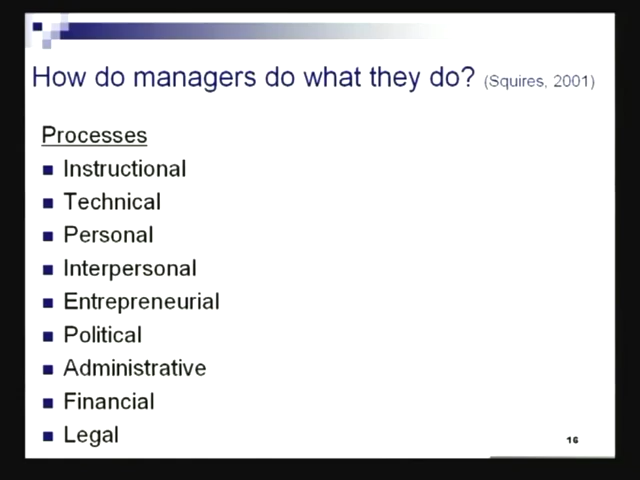 How do managers do what they do? (Squires, 2001)
Processes
Instructional
Technical
Personal
Interpersonal
Entrepreneurial
Political
Administrative
Financial
Legal
16